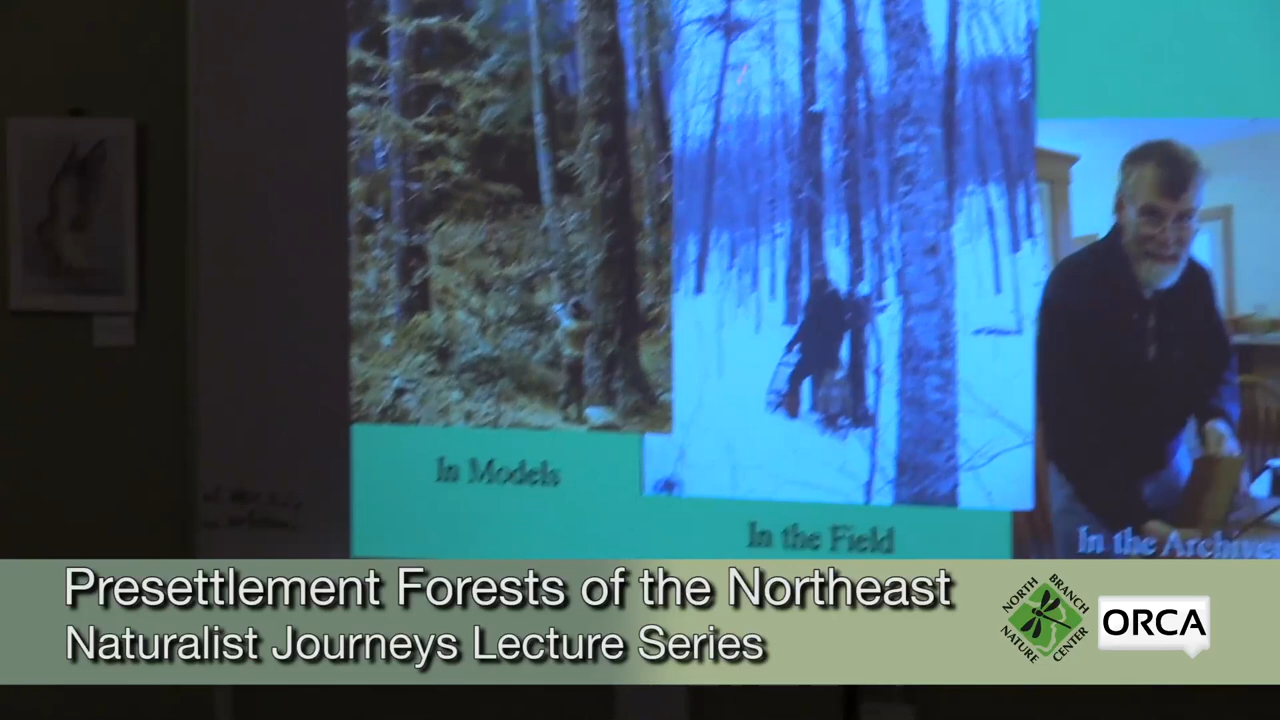 In Models
In the Field
In the Archive
Presettlement Forests of the Northeast
Naturalist Journeys Lecture Series
NORTH BRANCH
NATURE CENTER
ORCA